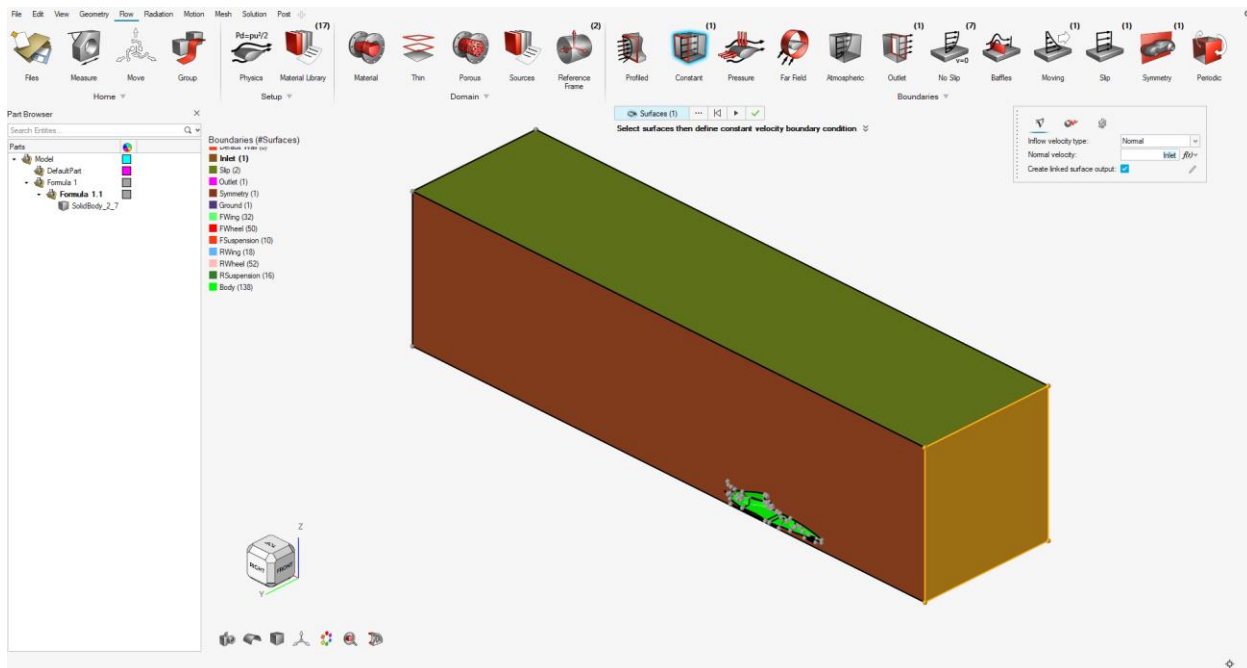 File Edit View Geometry Flow Radiation Motion Mesh Solution Post
(17) (2) (1) (1) (7) (1) (1) (1)
Pd=ρu²/2
v=0
Files Measure Move Group Physics Material Library Material Thin Porous Sources Reference Frame Profiled Constant Pressure Far Field Atmospheric Outlet No Slip Baffles Moving Slip Symmetry Periodic
Home Setup Domain Boundaries
Part Browser
Search Entities...
Parts
Model
DefaultPart
Formula 1
Formula 1.1
SolidBody_2_7
Surfaces (1)
Select surfaces then define constant velocity boundary condition
Boundaries (#Surfaces)
Inlet (1)
Slip (2)
Outlet (1)
Symmetry (1)
Ground (1)
FWing (32)
FWheel (50)
FSuspension (10)
RWing (18)
RWheel (52)
RSuspension (16)
Body (138)
Inflow velocity type: Normal
Normal velocity: Inlet f(x)
Create linked surface output:
Z
TOP
RIGHT FRONT
Y